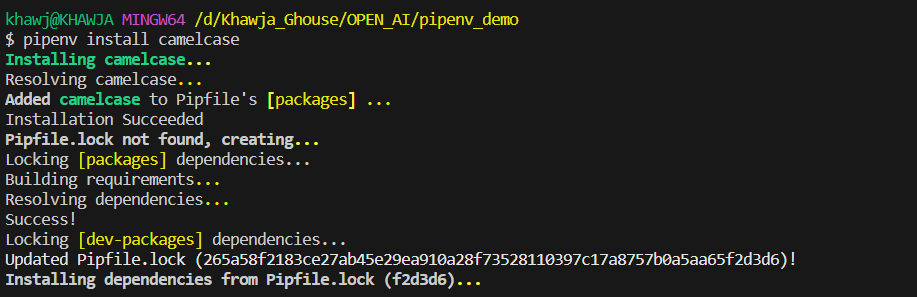 khawj@KHAWJA MINGW64 /d/Khawja_Ghouse/OPEN_AI/pipenv_demo
$ pipenv install camelcase
Installing camelcase...
Resolving camelcase...
Added camelcase to Pipfile's [packages] ...
Installation Succeeded
Pipfile.lock not found, creating...
Locking [packages] dependencies...
Building requirements...
Resolving dependencies...
Success!
Locking [dev-packages] dependencies...
Updated Pipfile.lock (265a58f2183ce27ab45e29ea910a28f73528110397c17a8757b0a5aa65f2d3d6)!
Installing dependencies from Pipfile.lock (f2d3d6)...